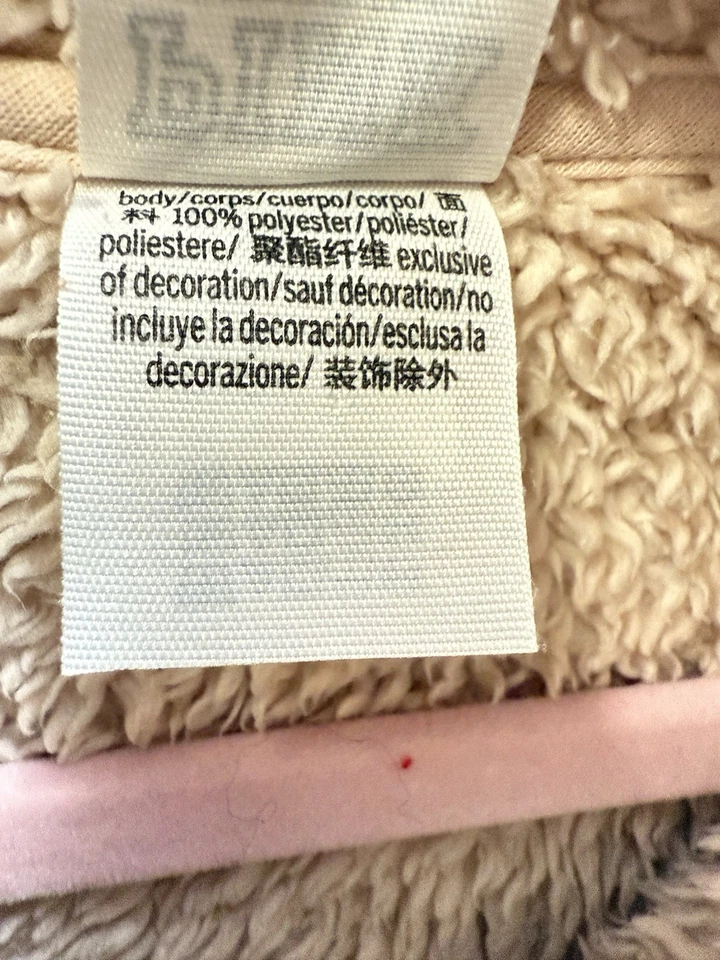 body/corps/cuerpo/corpo/ 面
料 100% polyester/poliéster/
poliestere/ 聚酯纤维 exclusive
of decoration/sauf décoration/no
incluye la decoración/esclusa la
decorazione/ 装饰除外